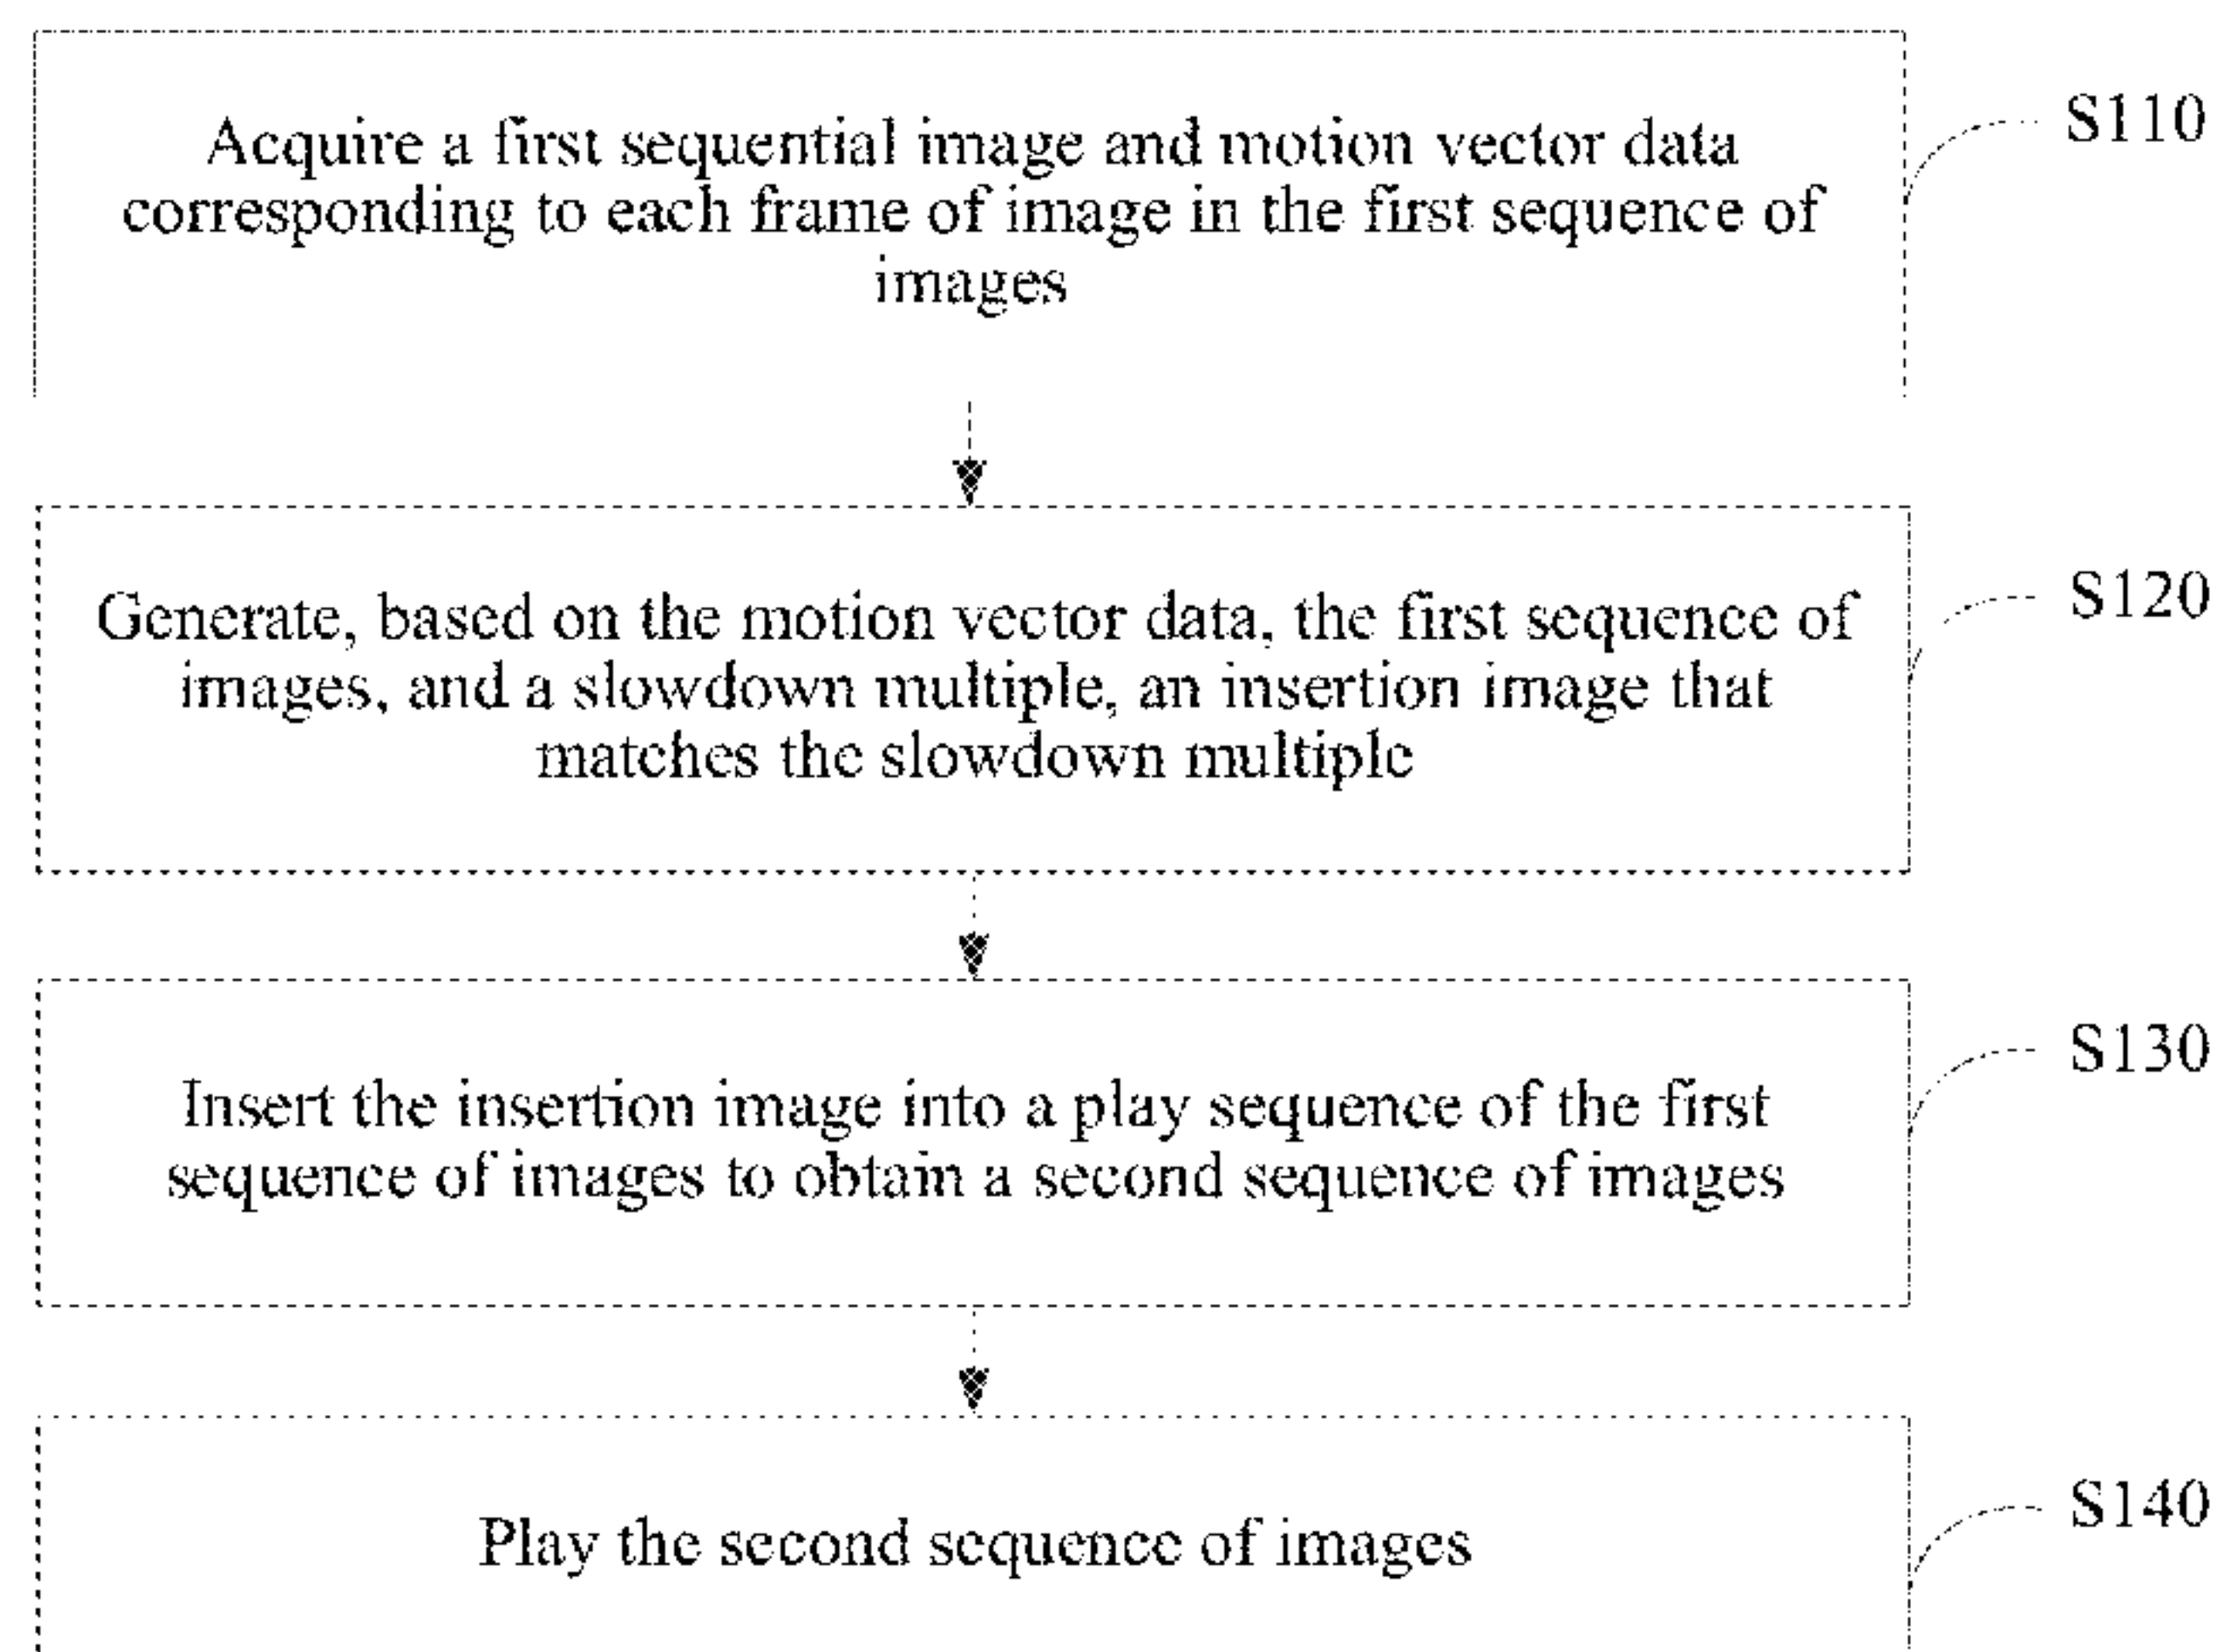 Acquire a first sequential image and motion vector data
corresponding to each frame of image in the first sequence of
images
S110
Generate, based on the motion vector data, the first sequence of
images, and a slowdown multiple, an insertion image that
matches the slowdown multiple
S120
Insert the insertion image into a play sequence of the first
sequence of images to obtain a second sequence of images
S130
Play the second sequence of images
S140